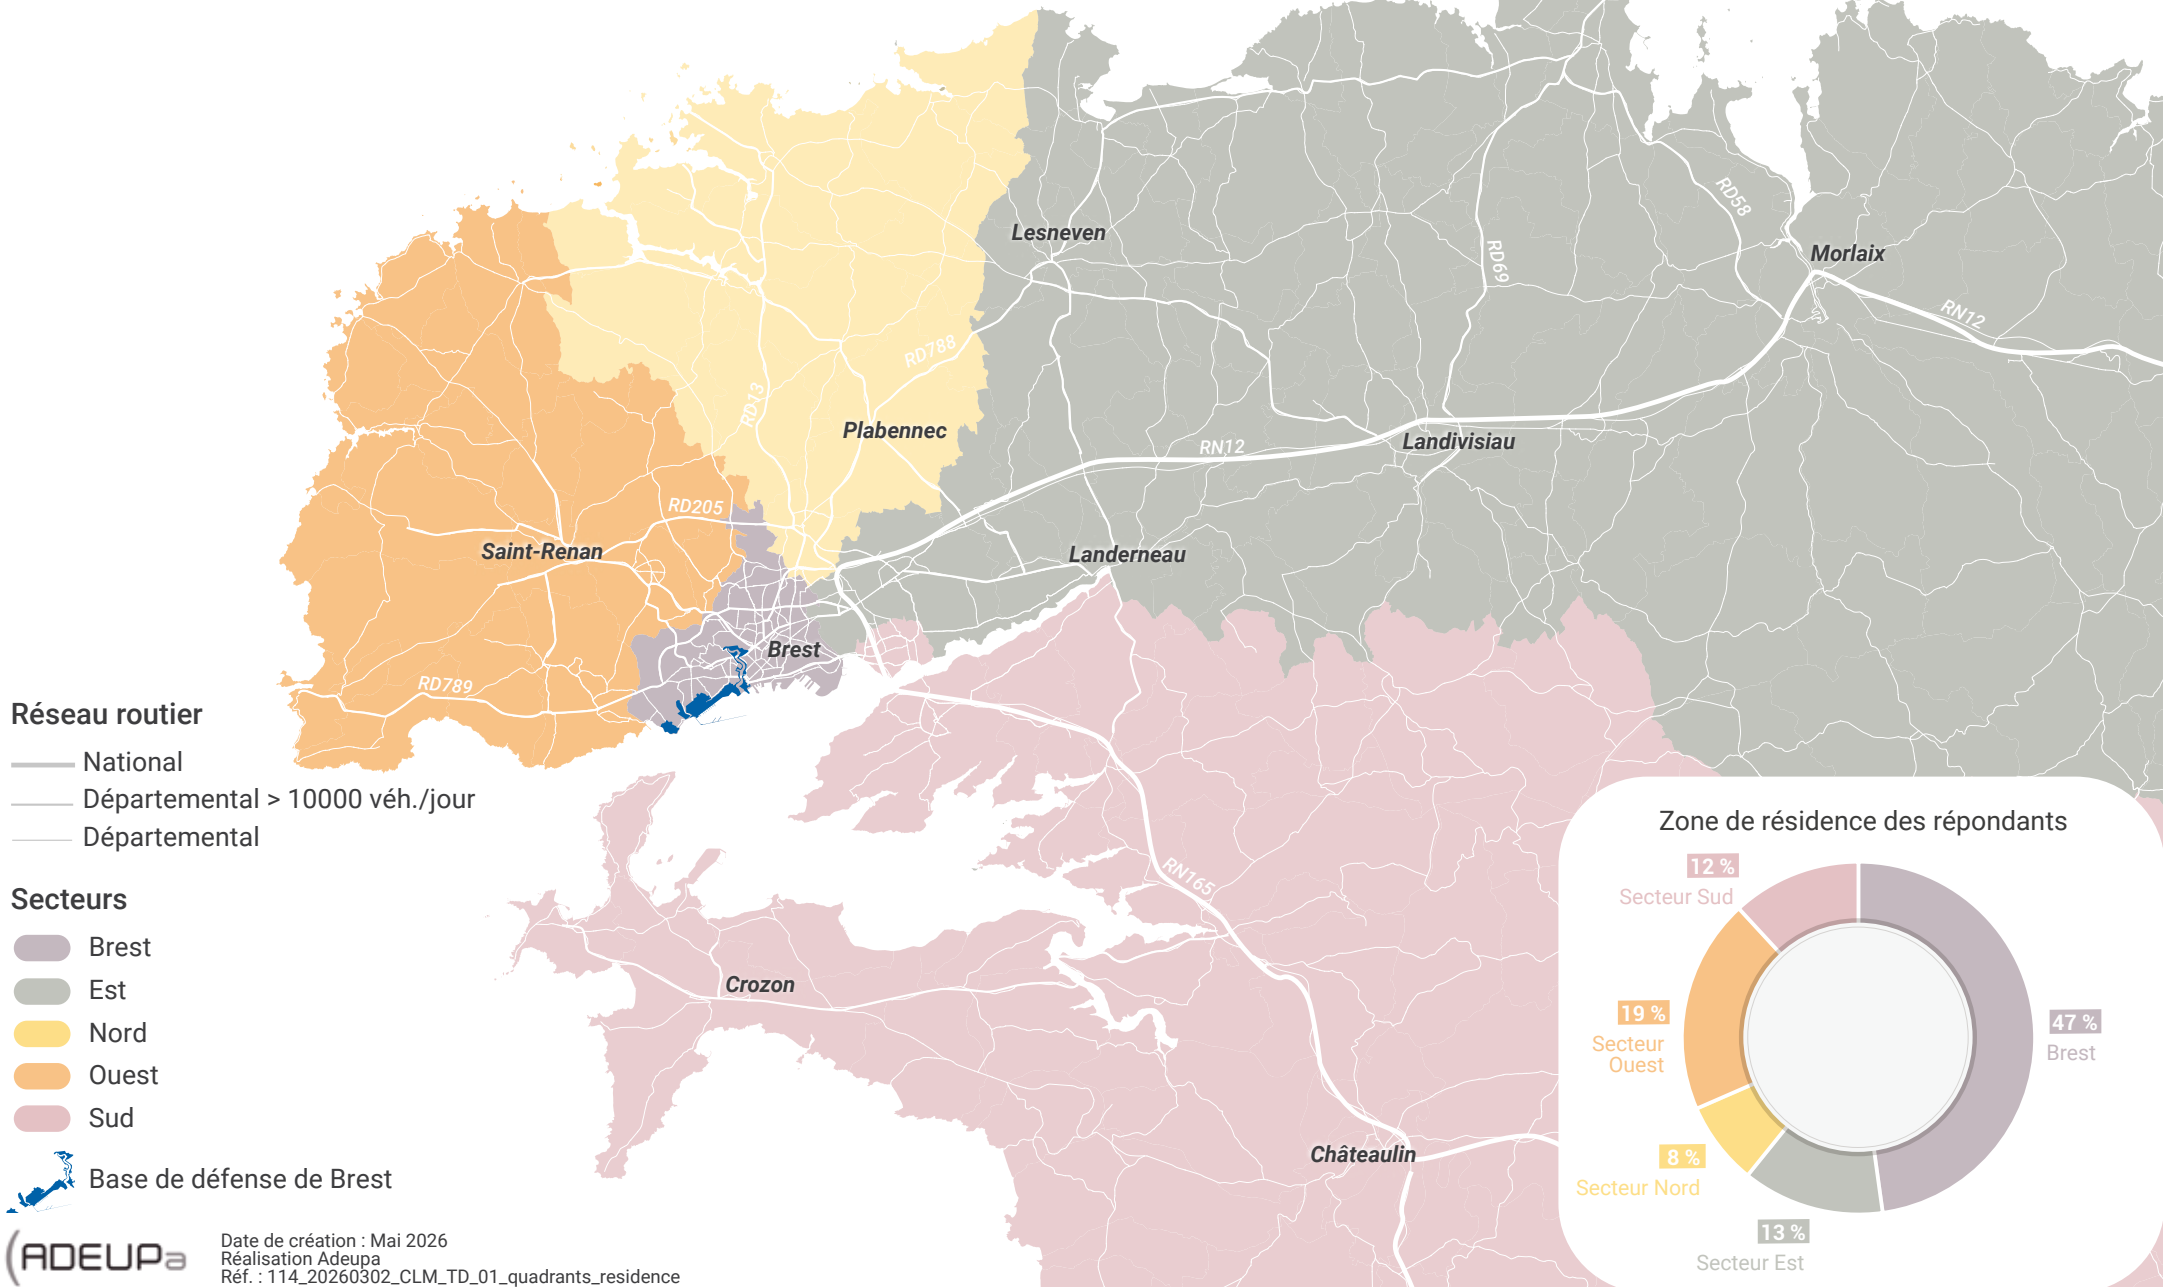 RD58
Lesneven
Morlaix
RD69
RN12
RD788
RD13
Plabennec
RN12
Landivisiau
RD205
Saint-Renan
Landerneau
Brest
RD789
RN165
Crozon
Châteaulin
Réseau routier
National
Départemental > 10000 véh./jour
Départemental
Secteurs
Brest
Est
Nord
Ouest
Sud
Base de défense de Brest
ADEUPa
Date de création : Mai 2026
Réalisation Adeupa
Réf. : 114_20260302_CLM_TD_01_quadrants_residence
Zone de résidence des répondants
12 %
Secteur Sud
19 %
Secteur
Ouest
47 %
Brest
8 %
Secteur Nord
13 %
Secteur Est